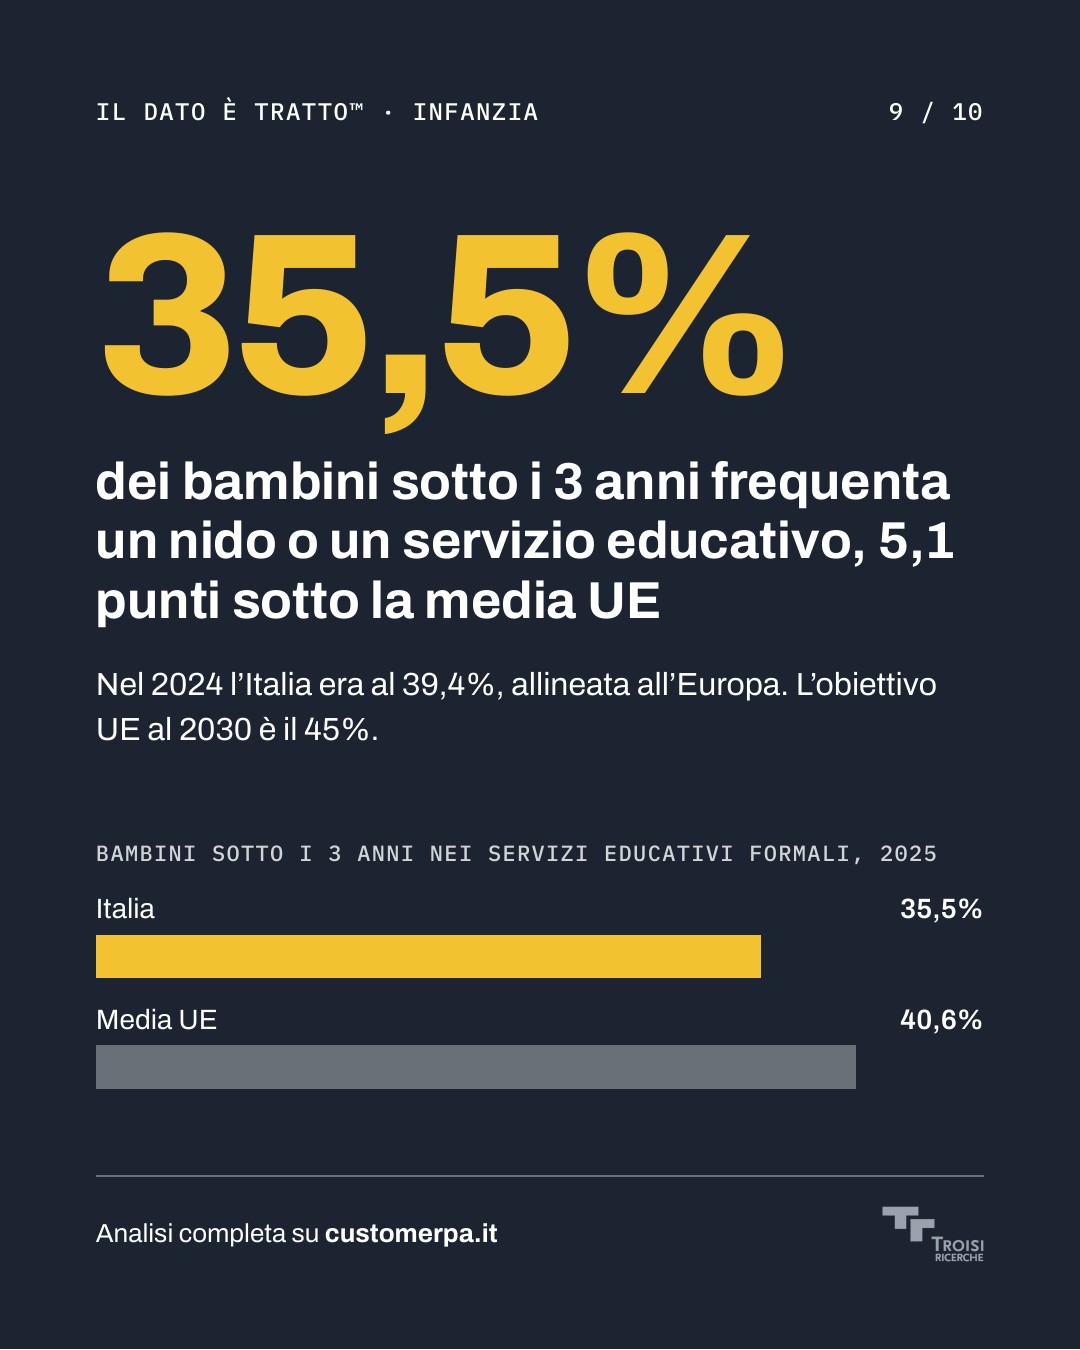 IL DATO È TRATTO™ · INFANZIA
9 / 10
35,5%
dei bambini sotto i 3 anni frequenta
un nido o un servizio educativo, 5,1
punti sotto la media UE
Nel 2024 l’Italia era al 39,4%, allineata all’Europa. L’obiettivo
UE al 2030 è il 45%.
BAMBINI SOTTO I 3 ANNI NEI SERVIZI EDUCATIVI FORMALI, 2025
Italia 35,5%
Media UE 40,6%
Analisi completa su customerpa.it
TROISI
RICERCHE